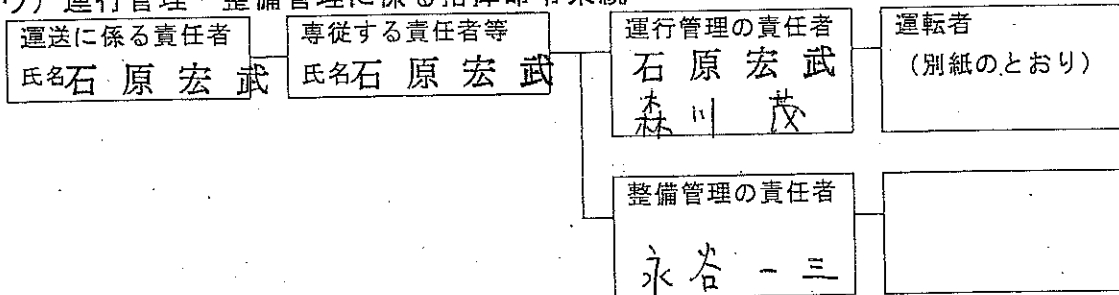 ウ）運行管理・整備管理に係る指揮命令系統
運送に係る責任者
氏名石原宏武
専従する責任者等
氏名石原宏武
運行管理の責任者
石原宏武
森川 茂
運転者
（別紙のとおり）
整備管理の責任者
永谷一三